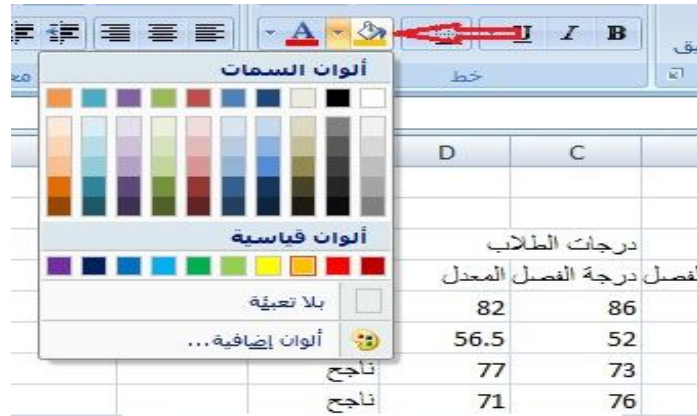 B I U A
خط
ألوان السمات
D C
ألوان قياسية
درجات الطلاب
درجة الفصل المعدل
بلا تعبئة
86 82
ألوان إضافية...
52 56.5
73 77 ناجح
76 71 ناجح